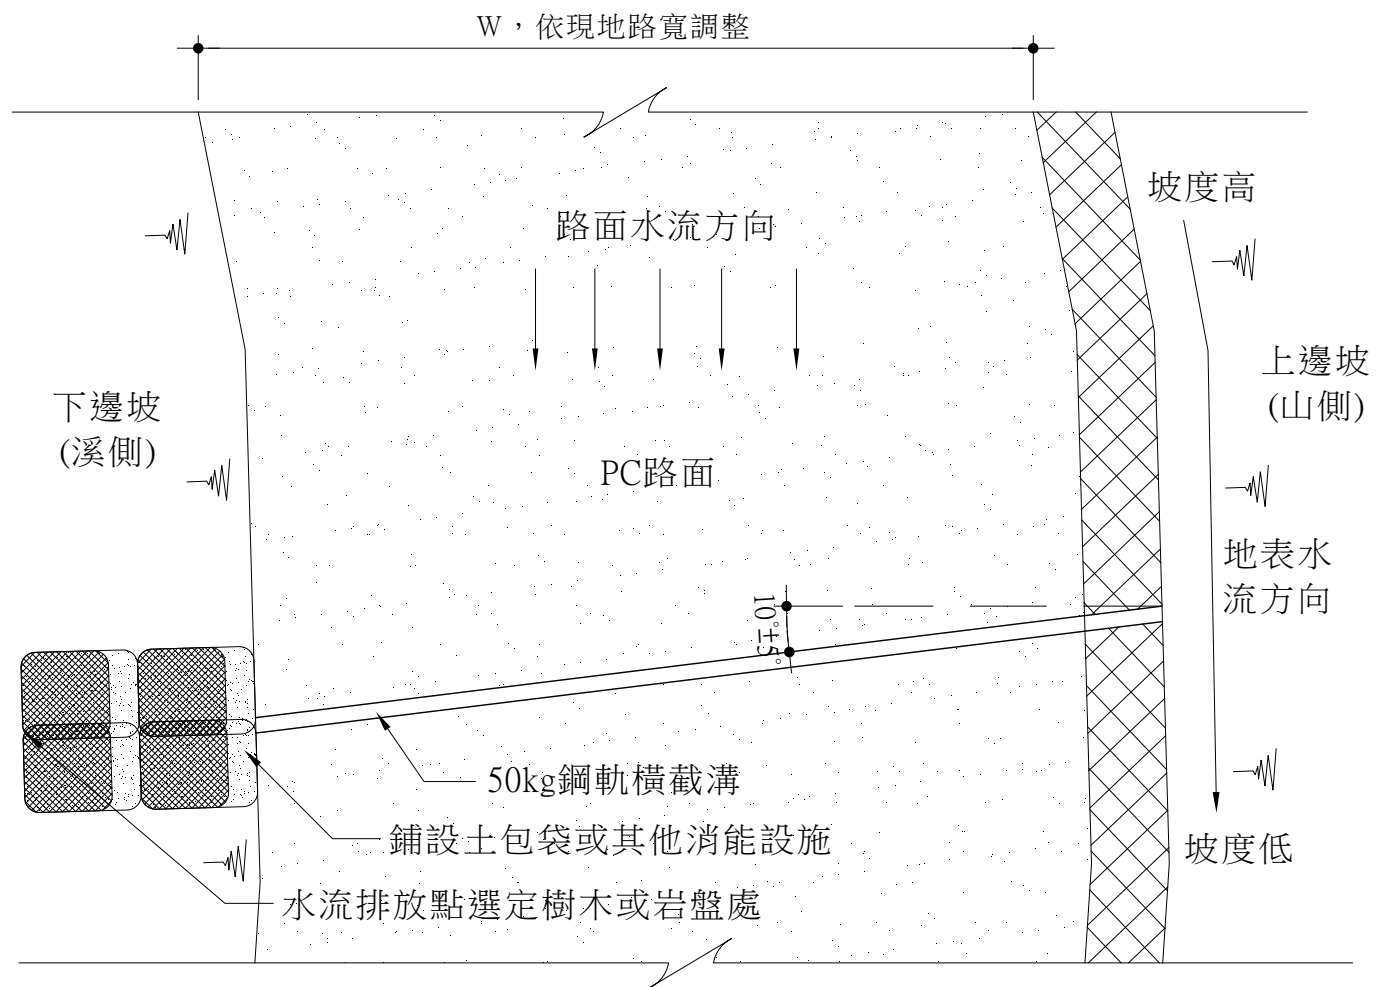 W，依現地路寬調整
坡度高
路面水流方向
上邊坡
(山側)
下邊坡
(溪側)
PC路面
地表水
流方向
10°±5°
50kg鋼軌橫截溝
鋪設土包袋或其他消能設施
坡度低
水流排放點選定樹木或岩盤處